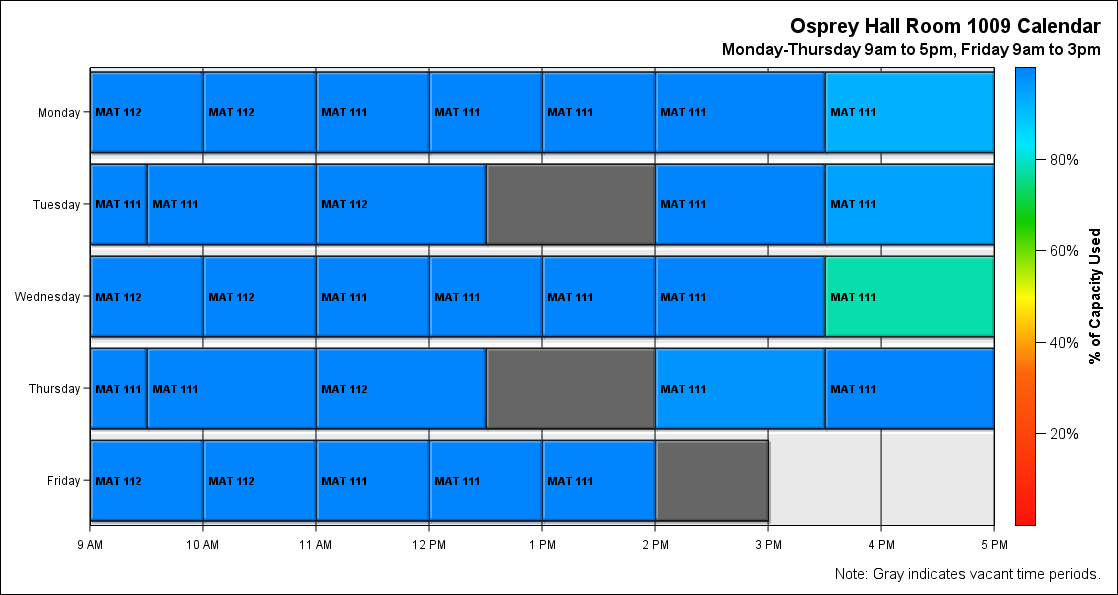 Osprey Hall Room 1009 Calendar
Monday-Thursday 9am to 5pm, Friday 9am to 3pm
Monday MAT 112 MAT 112 MAT 111 MAT 111 MAT 111 MAT 111 MAT 111
Tuesday MAT 111 MAT 111 MAT 112 MAT 111 MAT 111
Wednesday MAT 112 MAT 112 MAT 111 MAT 111 MAT 111 MAT 111 MAT 111
Thursday MAT 111 MAT 111 MAT 112 MAT 111 MAT 111
Friday MAT 112 MAT 112 MAT 111 MAT 111 MAT 111
9 AM 10 AM 11 AM 12 PM 1 PM 2 PM 3 PM 4 PM 5 PM
80%
60%
40%
20%
% of Capacity Used
Note: Gray indicates vacant time periods.